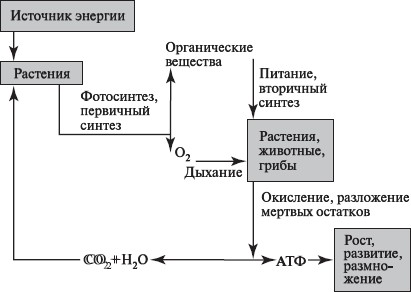 Источник энергии
Растения
Фотосинтез,
первичный
синтез
Органические
вещества
O₂
Дыхание
Питание,
вторичный
синтез
Растения,
животные,
грибы
Окисление, разложение
мертвых остатков
CO₂+H₂O
АТФ
Рост,
развитие,
размно-
жение